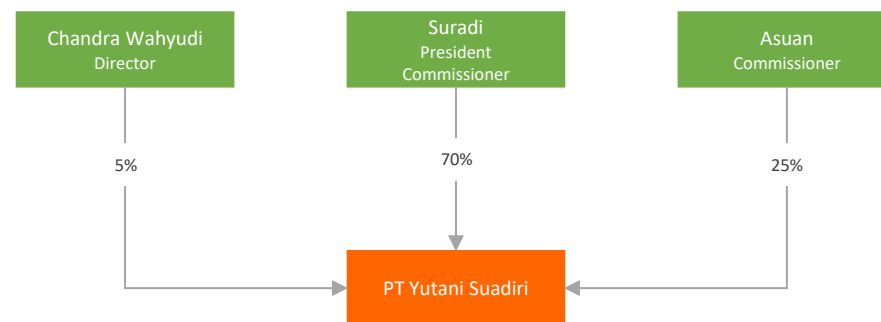 Chandra Wahyudi
Director
Suradi
President
Commissioner
Asuan
Commissioner
5%
70%
25%
PT Yutani Suadiri